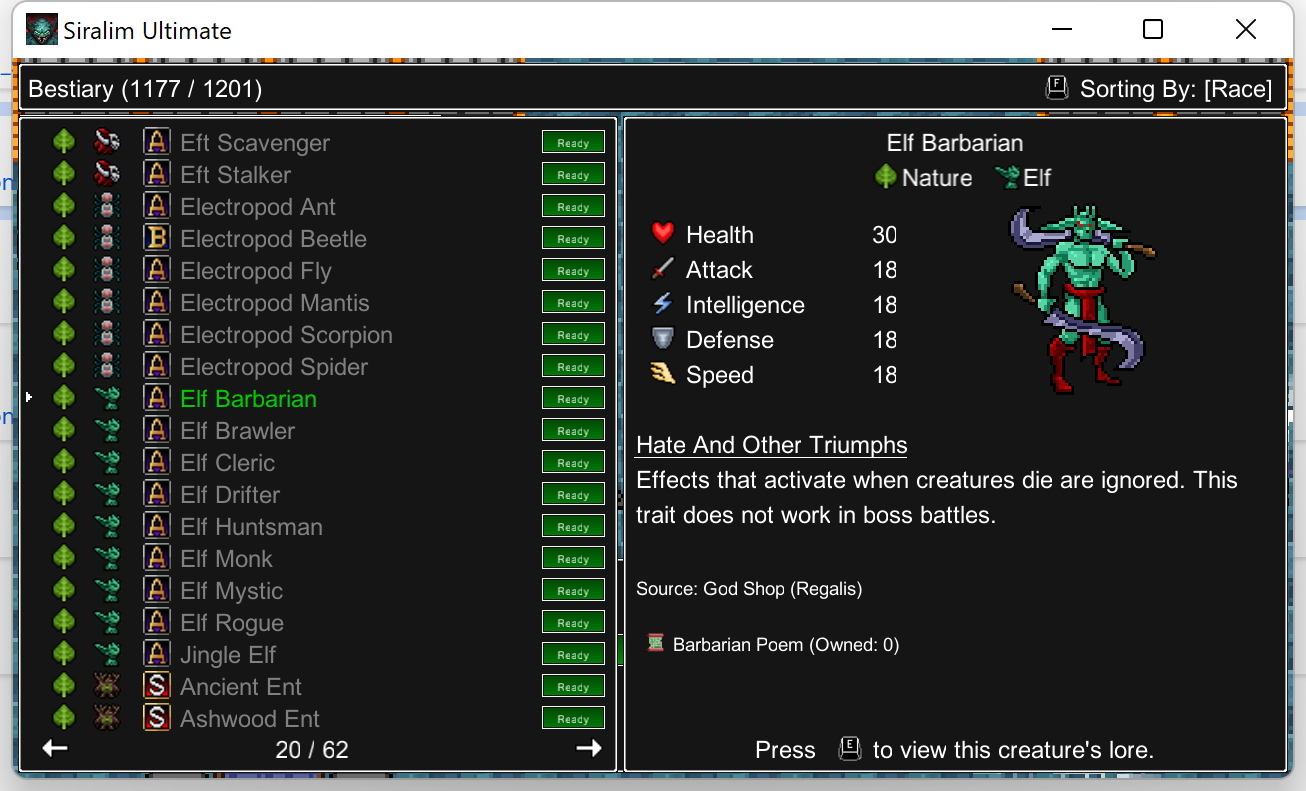 Siralim Ultimate
Bestiary (1177 / 1201)
F Sorting By: [Race]
A Eft Scavenger Ready
A Eft Stalker Ready
A Electropod Ant Ready
B Electropod Beetle Ready
A Electropod Fly Ready
A Electropod Mantis Ready
A Electropod Scorpion Ready
A Electropod Spider Ready
A Elf Barbarian Ready
A Elf Brawler Ready
A Elf Cleric Ready
A Elf Drifter Ready
A Elf Huntsman Ready
A Elf Monk Ready
A Elf Mystic Ready
A Elf Rogue Ready
A Jingle Elf Ready
S Ancient Ent Ready
S Ashwood Ent Ready
20 / 62
Elf Barbarian
Nature Elf
Health 30
Attack 18
Intelligence 18
Defense 18
Speed 18
Hate And Other Triumphs
Effects that activate when creatures die are ignored. This
trait does not work in boss battles.
Source: God Shop (Regalis)
Barbarian Poem (Owned: 0)
Press E to view this creature's lore.